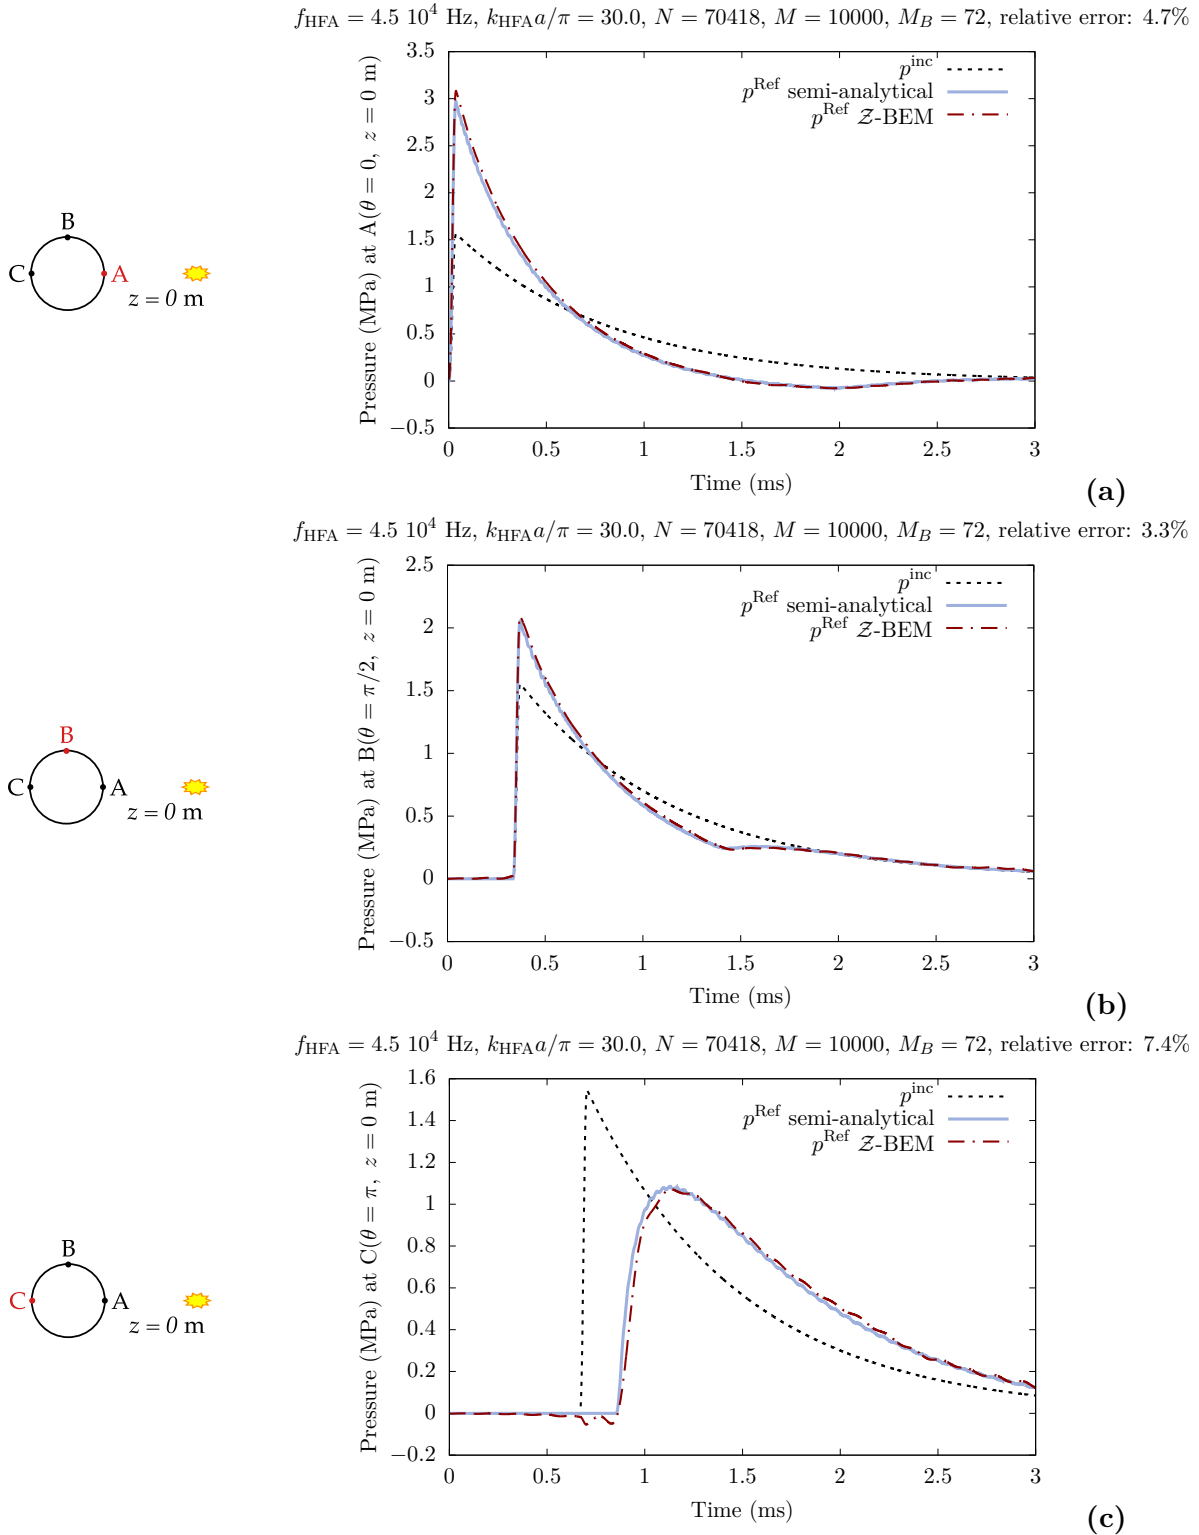 f_HFA = 4.5 10^4 Hz, k_HFA a/π = 30.0, N = 70418, M = 10000, M_B = 72, relative error: 4.7%
Pressure (MPa) at A(θ = 0, z = 0 m)
3.5
3
2.5
2
1.5
1
0.5
0
−0.5
p^inc
p^Ref semi-analytical
p^Ref 𝒵-BEM
B
C
A
z = 0 m
0 0.5 1 1.5 2 2.5 3
Time (ms)
(a)
f_HFA = 4.5 10^4 Hz, k_HFA a/π = 30.0, N = 70418, M = 10000, M_B = 72, relative error: 3.3%
Pressure (MPa) at B(θ = π/2, z = 0 m)
2.5
2
1.5
1
0.5
0
−0.5
p^inc
p^Ref semi-analytical
p^Ref 𝒵-BEM
B
C
A
z = 0 m
0 0.5 1 1.5 2 2.5 3
Time (ms)
(b)
f_HFA = 4.5 10^4 Hz, k_HFA a/π = 30.0, N = 70418, M = 10000, M_B = 72, relative error: 7.4%
Pressure (MPa) at C(θ = π, z = 0 m)
1.6
1.4
1.2
1
0.8
0.6
0.4
0.2
0
−0.2
p^inc
p^Ref semi-analytical
p^Ref 𝒵-BEM
B
C
A
z = 0 m
0 0.5 1 1.5 2 2.5 3
Time (ms)
(c)